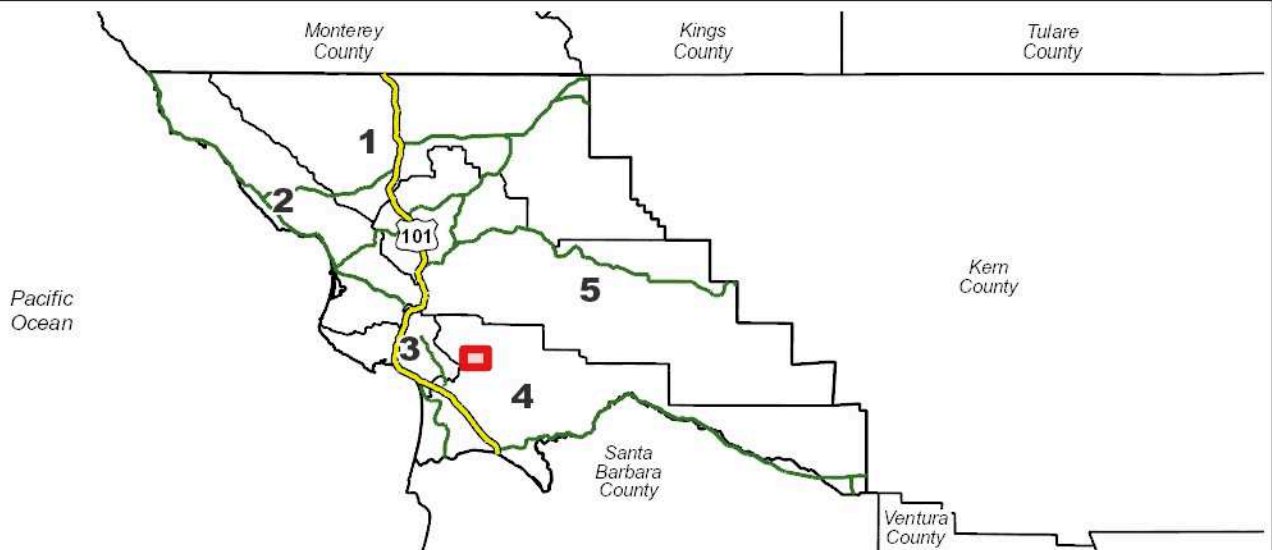 Monterey
County
Kings
County
Tulare
County
1
2
101
Kern
County
5
Pacific
Ocean
3
4
Santa
Barbara
County
Ventura
County